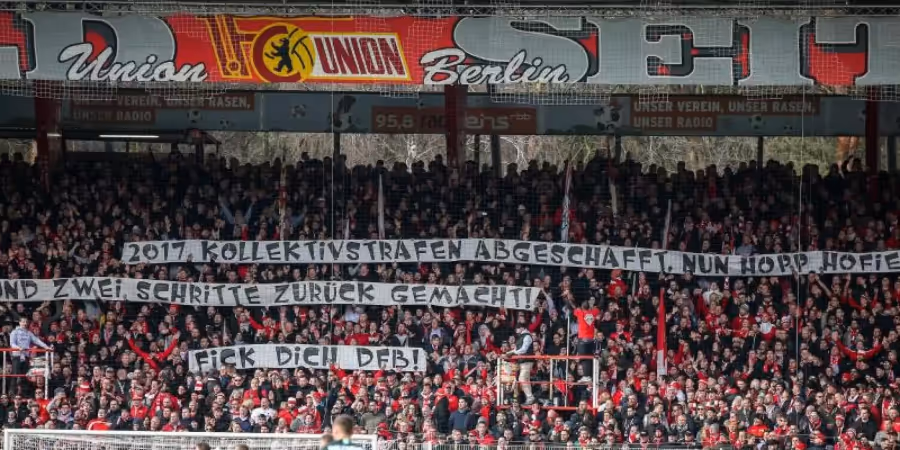 Union
UNION
Berlin
UNSER VEREIN, UNSER RASEN,
UNSER RADIO
95,8
UNSER VEREIN, UNSER RASEN,
UNSER RADIO
2017 KOLLEKTIVSTRAFEN ABGESCHAFFT NUN HOPP HOFIE
ND ZWEI SCHRITTE ZURÜCK GEMACHT!
FiCK DiCH DFB!